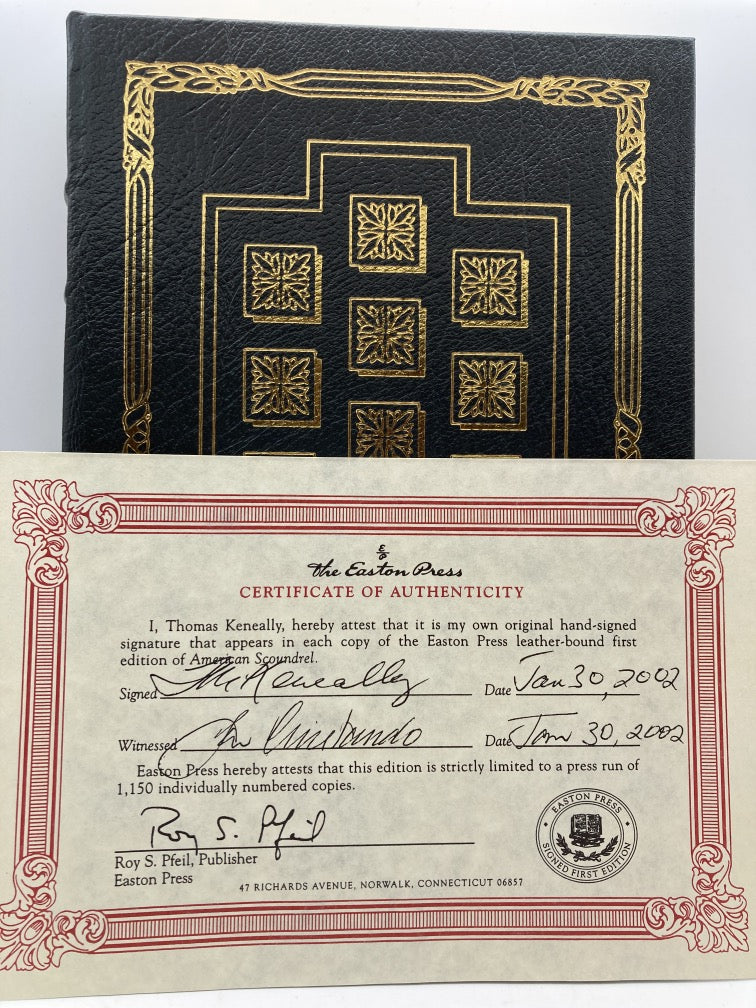 The Easton Press
CERTIFICATE OF AUTHENTICITY
I, Thomas Keneally, hereby attest that it is my own original hand-signed
signature that appears in each copy of the Easton Press leather-bound first
edition of American Scoundrel.
Signed Date Jan 30, 2002
Witnessed Date Jan 30, 2002
Easton Press hereby attests that this edition is strictly limited to a press run of
1,150 individually numbered copies.
Roy S. Pfeil
Roy S. Pfeil, Publisher
Easton Press
47 RICHARDS AVENUE, NORWALK, CONNECTICUT 06857
EASTON PRESS
SIGNED FIRST EDITION